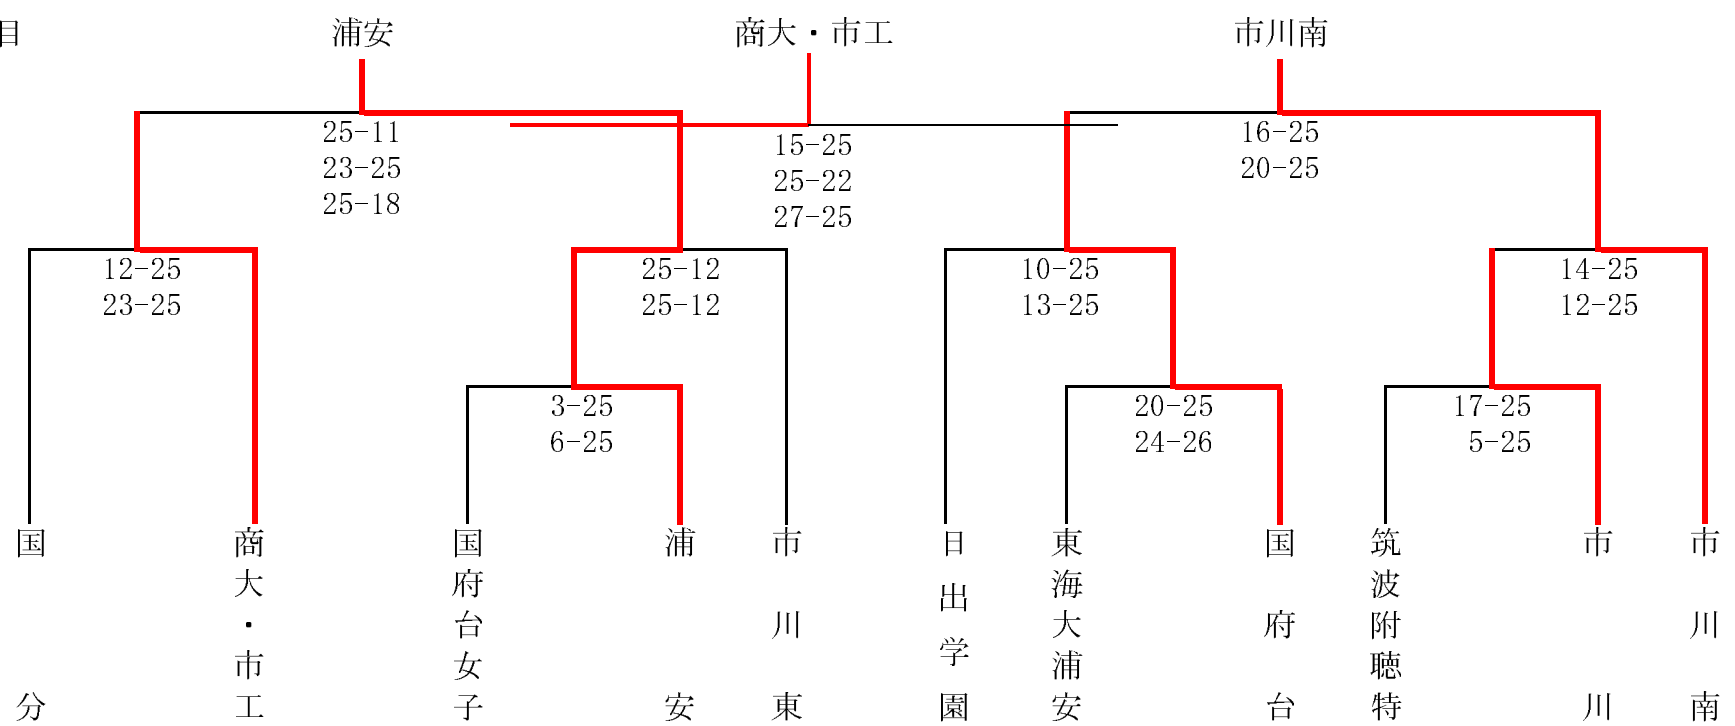 目
浦安
商大・市工
市川南
25-11
23-25
25-18
15-25
25-22
27-25
16-25
20-25
12-25
23-25
25-12
25-12
10-25
13-25
14-25
12-25
3-25
6-25
20-25
24-26
17-25
5-25
国分
商大・市工
国府台女子
浦安
市川東
日出学園
東海大浦安
国府台
筑波附聴特
市川
市川南